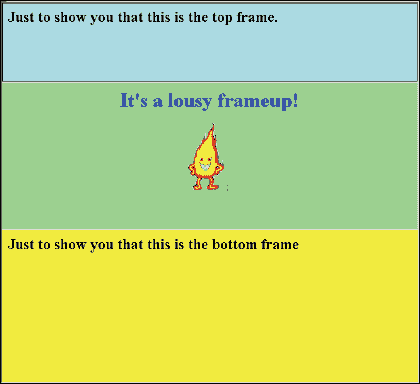 Just to show you that this is the top frame.
It's a lousy frameup!
Just to show you that this is the bottom frame